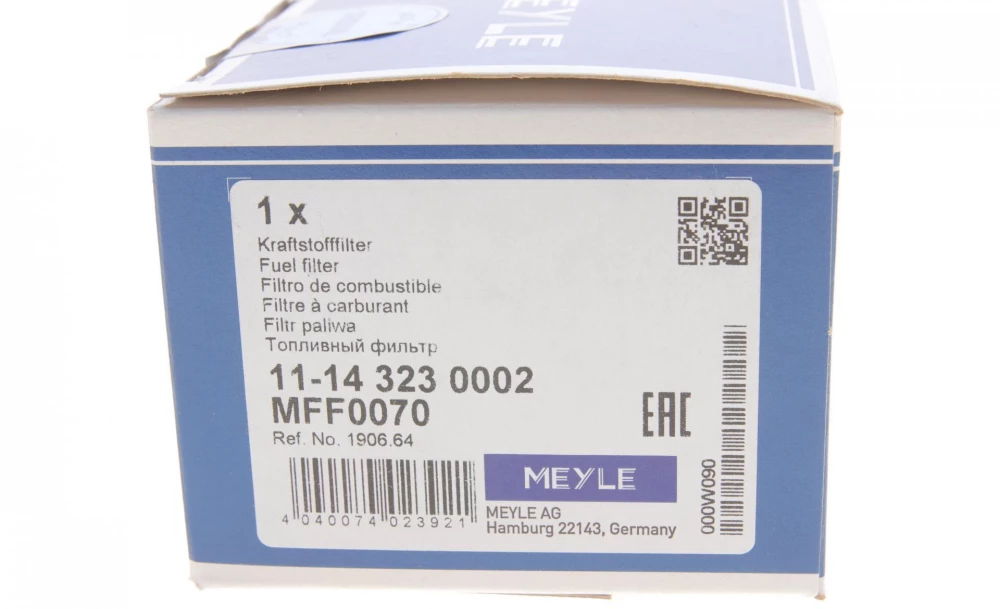 MEYLE
1 x
Kraftstofffilter
Fuel filter
Filtro de combustible
Filtre à carburant
Filtr paliwa
Топливный фильтр
11-14 323 0002
MFF0070
Ref. No. 1906.64
EAC
4 040074 023921
MEYLE
MEYLE AG
Hamburg 22143, Germany
000W090